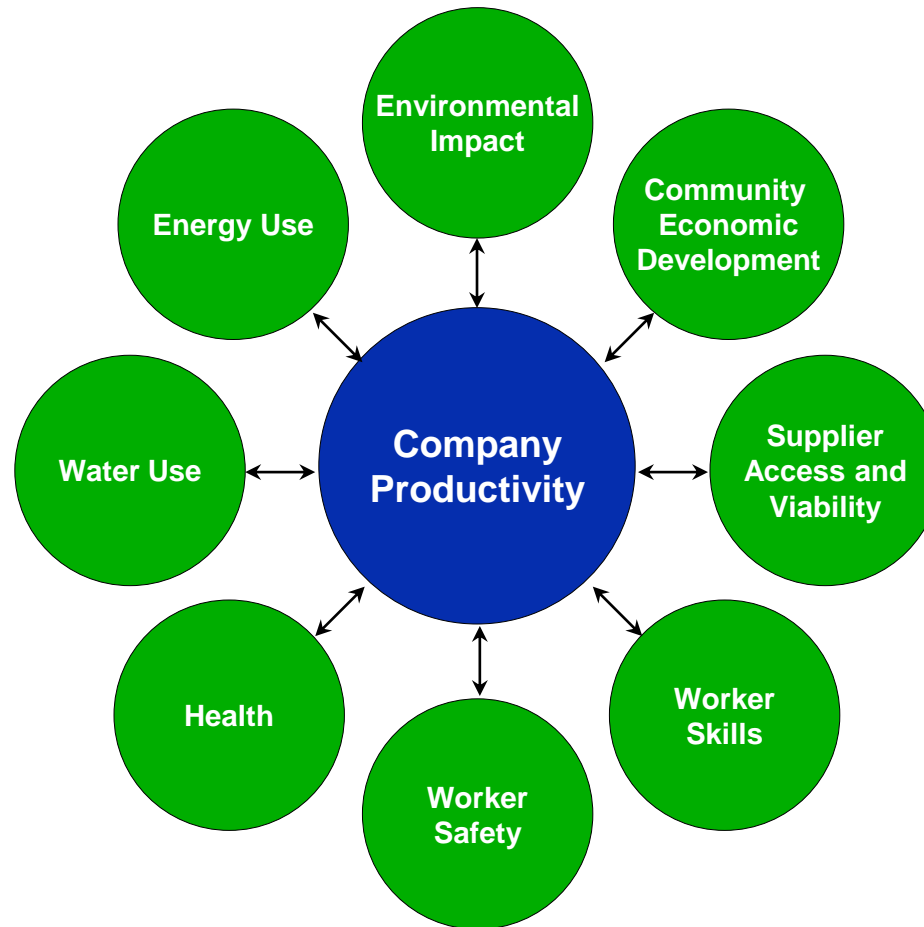 Environmental
Impact
Community
Economic
Development
Energy Use
Supplier
Access and
Viability
Company
Productivity
Water Use
Worker
Skills
Health
Worker
Safety